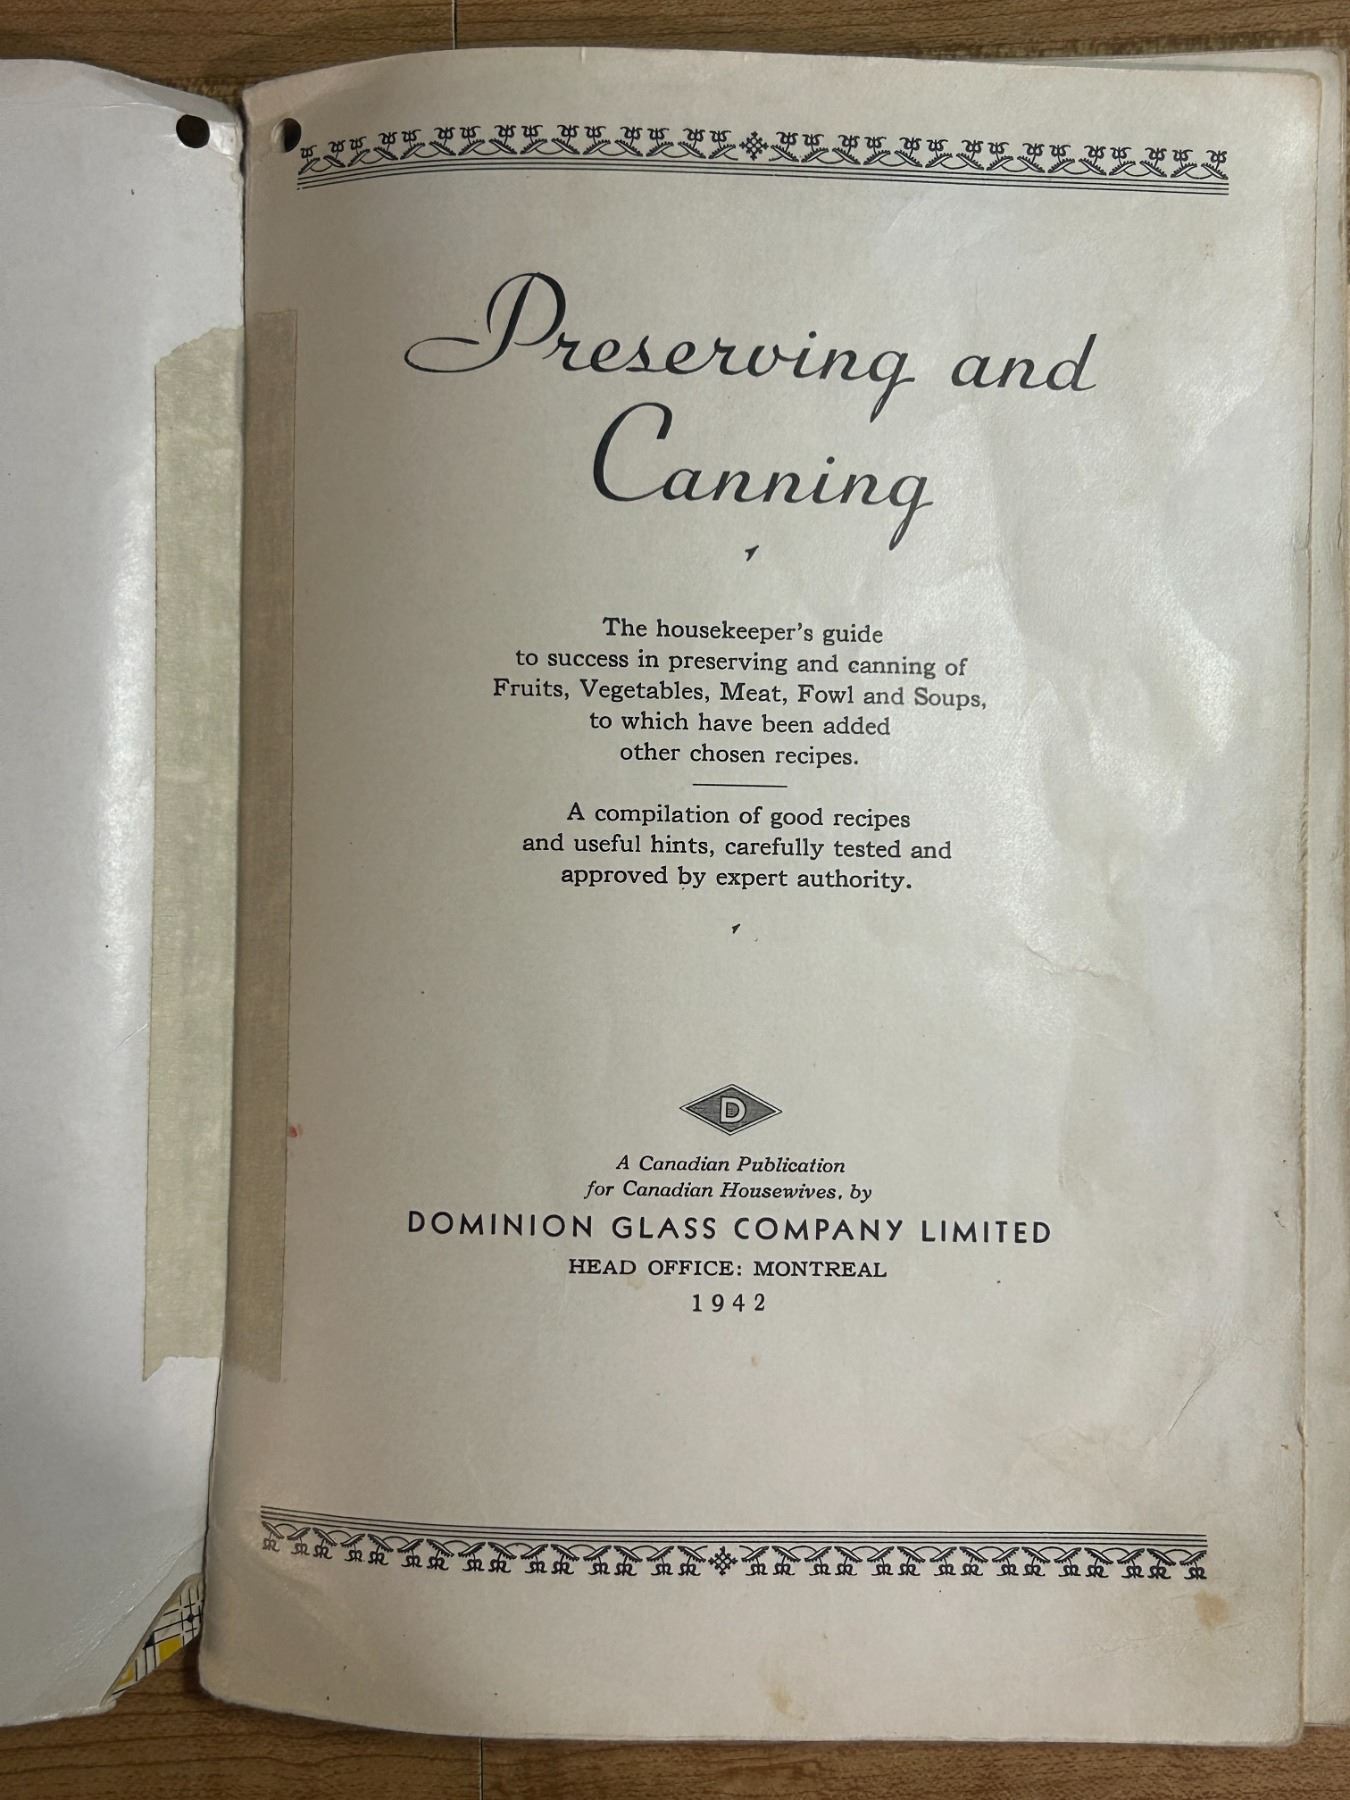 Preserving and
Canning
The housekeeper's guide
to success in preserving and canning of
Fruits, Vegetables, Meat, Fowl and Soups,
to which have been added
other chosen recipes.
A compilation of good recipes
and useful hints, carefully tested and
approved by expert authority.
D
A Canadian Publication
for Canadian Housewives, by
DOMINION GLASS COMPANY LIMITED
HEAD OFFICE: MONTREAL
1942